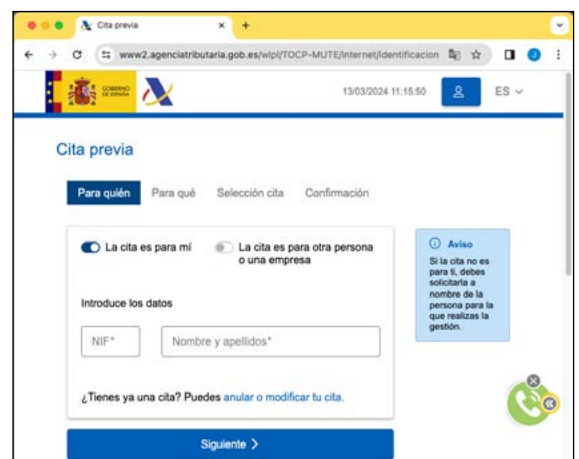 Cita previa
www2.agenciatributaria.gob.es/wlpl/TOCP-MUTE/internet/identificacion
GOBIERNO
DE ESPAÑA
13/03/2024 11:15:50
ES
Cita previa
Para quién Para qué Selección cita Confirmación
La cita es para mí
La cita es para otra persona
o una empresa
Aviso
Si la cita no es
para ti, debes
solicitarla a
nombre de la
persona para la
que realizas la
gestión.
Introduce los datos
NIF*
Nombre y apellidos*
¿Tienes ya una cita? Puedes anular o modificar tu cita.
Siguiente